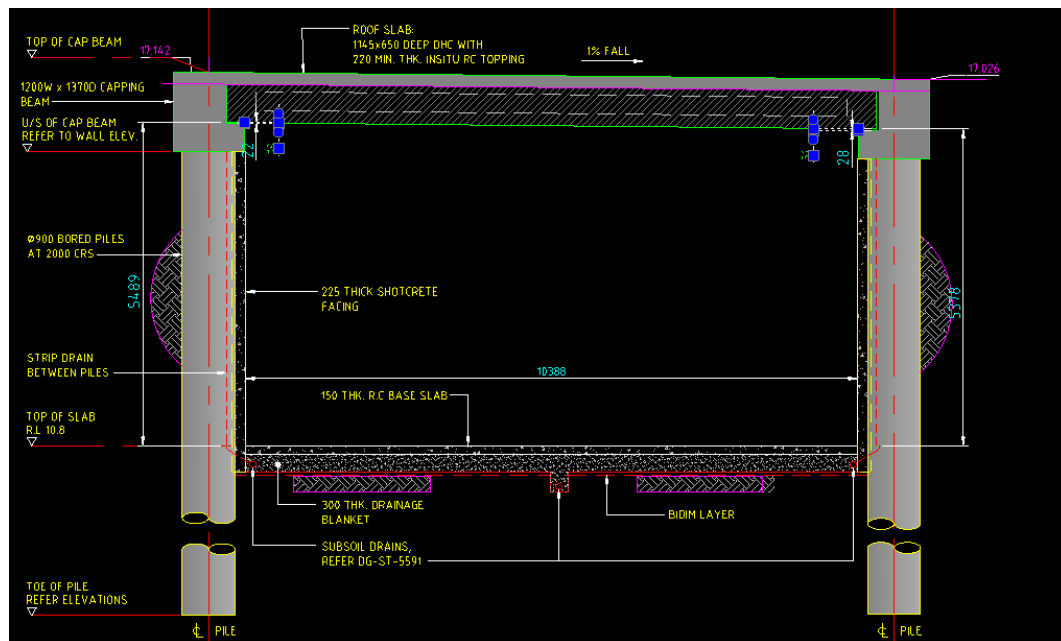 TOP OF CAP BEAM
17.142
ROOF SLAB:
1145x650 DEEP DHC WITH
220 MIN. THK. INSITU RC TOPPING
1% FALL
17.026
1200W x 1370D CAPPING
BEAM
U/S OF CAP BEAM
REFER TO WALL ELEV.
22
28
Ø900 BORED PILES
AT 2000 CRS
5489
225 THICK SHOTCRETE
FACING
5378
STRIP DRAIN
BETWEEN PILES
10388
150 THK. R.C BASE SLAB
TOP OF SLAB
R.L 10.8
300 THK. DRAINAGE
BLANKET
BIDIM LAYER
SUBSOIL DRAINS,
REFER DG-ST-5591
TOE OF PILE
REFER ELEVATIONS
PILE
PILE